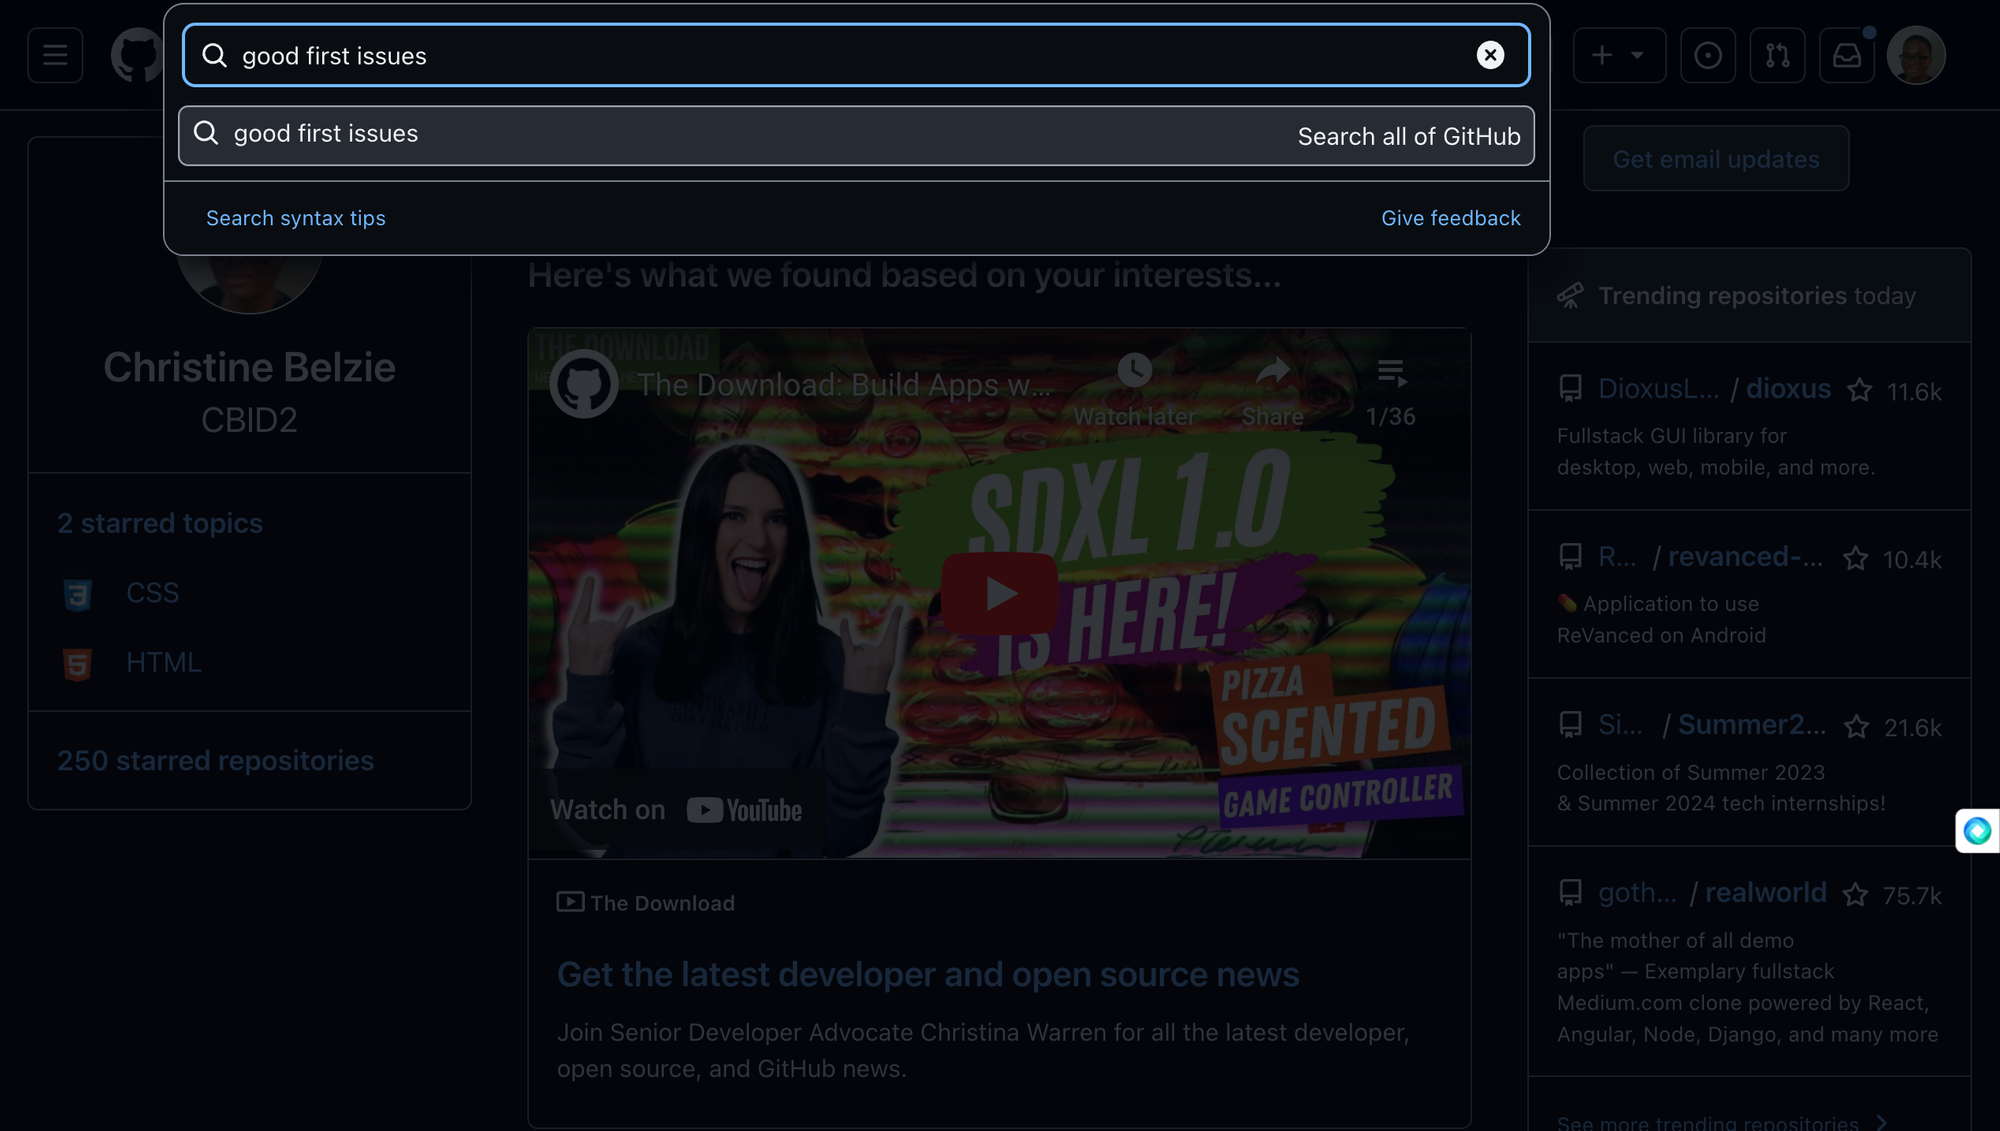 good first issues
good first issues
Search all of GitHub
Search syntax tips
Give feedback
Get email updates
Christine Belzie
CBID2
2 starred topics
CSS
HTML
250 starred repositories
Here's what we found based on your interests...
THE DOWNLOAD
The Download: Build Apps w...
Watch later
Share
1/36
SDXL 1.0
IS HERE!
PIZZA
SCENTED
GAME CONTROLLER
Watch on YouTube
The Download
Get the latest developer and open source news
Join Senior Developer Advocate Christina Warren for all the latest developer,
open source, and GitHub news.
Trending repositories today
DioxusL... / dioxus 11.6k
Fullstack GUI library for
desktop, web, mobile, and more.
R... / revanced-... 10.4k
💊 Application to use
ReVanced on Android
Si... / Summer2... 21.6k
Collection of Summer 2023
& Summer 2024 tech internships!
goth... / realworld 75.7k
"The mother of all demo
apps" — Exemplary fullstack
Medium.com clone powered by React,
Angular, Node, Django, and many more
See more trending repositories